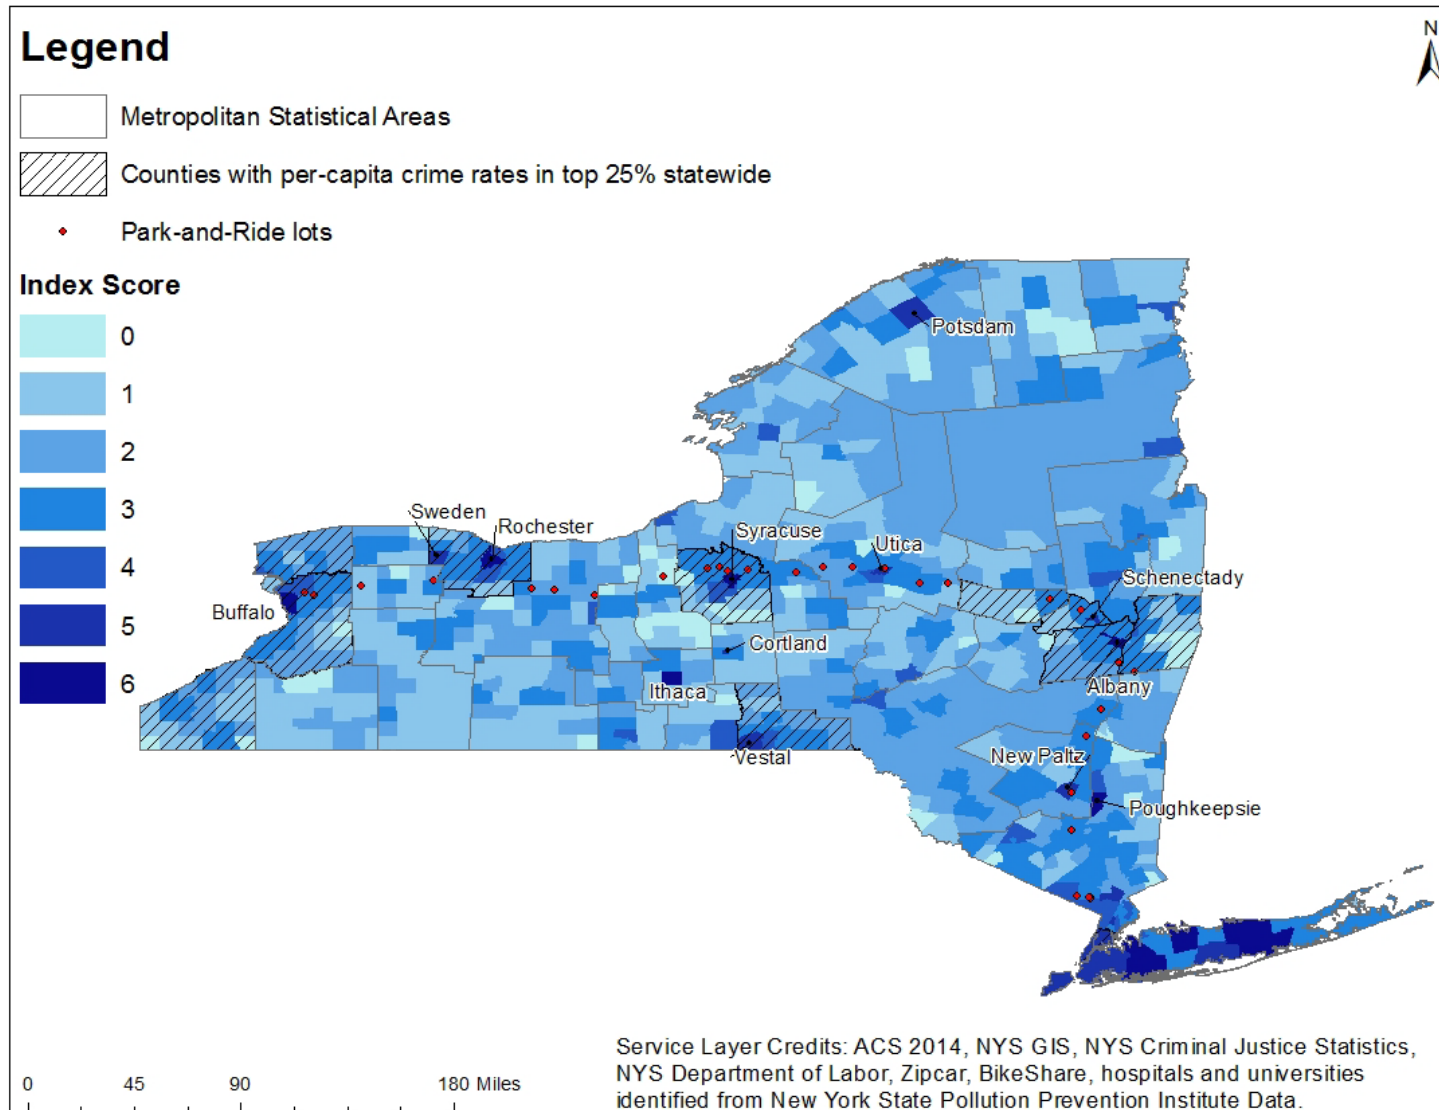 Legend
N
Metropolitan Statistical Areas
Counties with per-capita crime rates in top 25% statewide
Park-and-Ride lots
Index Score
0
1
2
3
4
5
6
Potsdam
Sweden
Rochester
Syracuse
Utica
Schenectady
Buffalo
Cortland
Ithaca
Albany
Vestal
New Paltz
Poughkeepsie
Service Layer Credits: ACS 2014, NYS GIS, NYS Criminal Justice Statistics,
NYS Department of Labor, Zipcar, BikeShare, hospitals and universities
identified from New York State Pollution Prevention Institute Data.
0 45 90 180 Miles